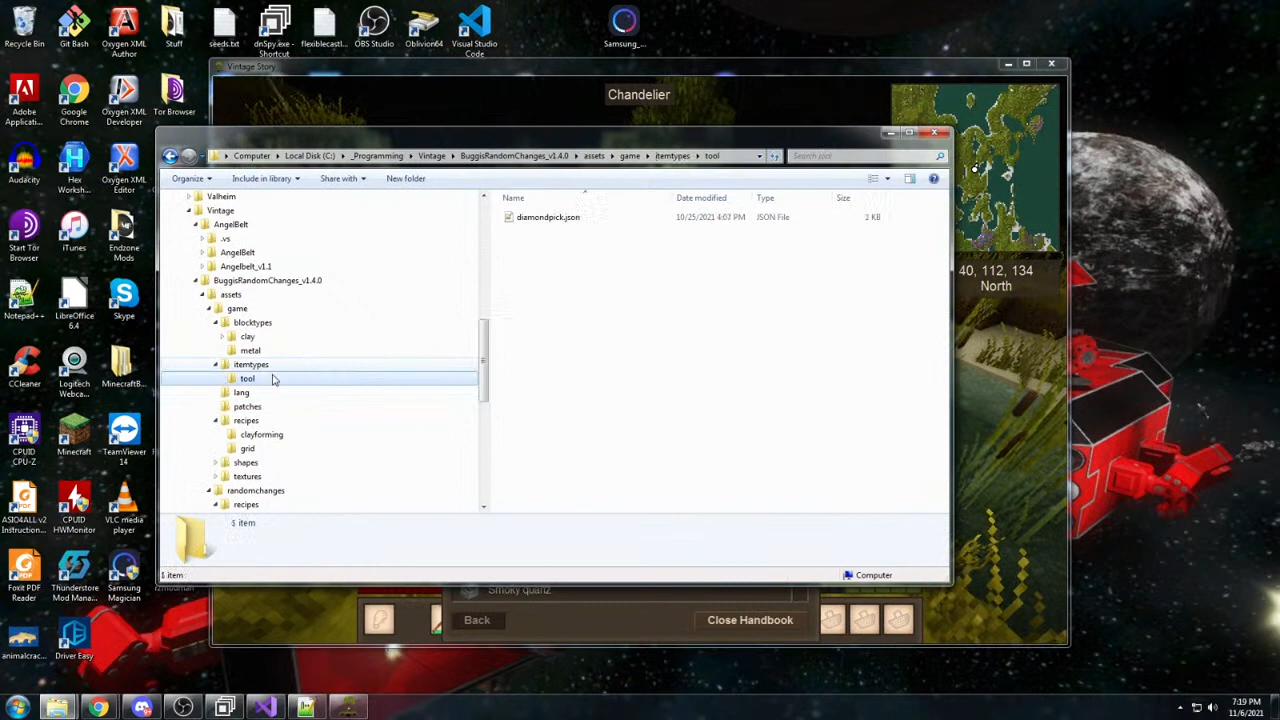 Recycle Bin
Git Bash
Oxygen XML
Author
Stuff
seeds.txt
dnSpy.exe -
Shortcut
flexiblecastl...
OBS Studio
Oblivion64
Visual Studio
Code
Samsung_...
Adobe
Applicati...
Google
Chrome
Oxygen XML
Developer
Tor Browser
Audacity
Hex
Worksho...
Oxygen XML
Editor
Start Tor
Browser
iTunes
Endzone
Mods
Notepad++
LibreOffice
6.4
Skype
CCleaner
Logitech
Webca...
MinecraftB...
CPUID
CPU-Z
Minecraft
TeamViewer
14
ASIO4ALL v2
Instruction...
CPUID
HWMonitor
VLC media
player
Foxit PDF
Reader
Thunderstore
Mod Mana...
Samsung
Magician
animalcrac...
Driver Easy
Vintage Story
Chandelier
40, 112, 134
North
Computer
Local Disk (C:)
_Programming
Vintage
BuggisRandomChanges_v1.4.0
assets
game
itemtypes
tool
Search tool
Organize
Include in library
Share with
New folder
Valheim
Vintage
AngelBelt
.vs
AngelBelt
Angelbelt_v1.1
BuggisRandomChanges_v1.4.0
assets
game
blocktypes
clay
metal
itemtypes
tool
lang
patches
recipes
clayforming
grid
shapes
textures
randomchanges
recipes
Name
Date modified
Type
Size
diamondpick.json
10/25/2021 4:07 PM
JSON File
2 KB
item
item
Computer
Smoky quartz
Back
Close Handbook
7:19 PM
11/6/2021